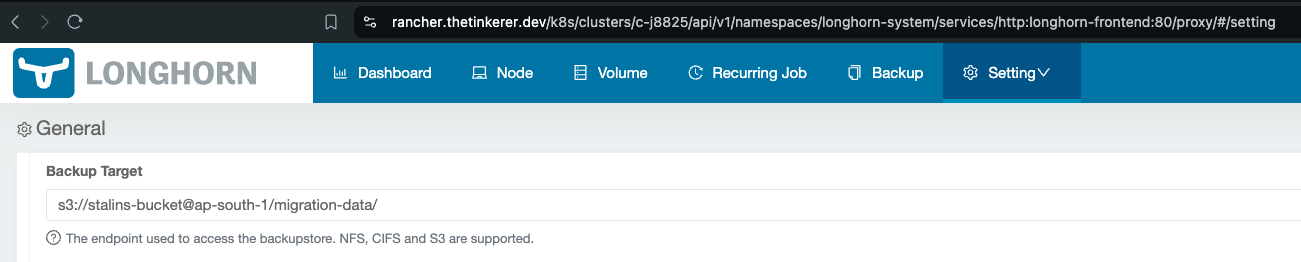 rancher.thetinkerer.dev/k8s/clusters/c-j8825/api/v1/namespaces/longhorn-system/services/http:longhorn-frontend:80/proxy/#/setting
LONGHORN
Dashboard
Node
Volume
Recurring Job
Backup
Setting
General
Backup Target
s3://stalins-bucket@ap-south-1/migration-data/
The endpoint used to access the backupstore. NFS, CIFS and S3 are supported.